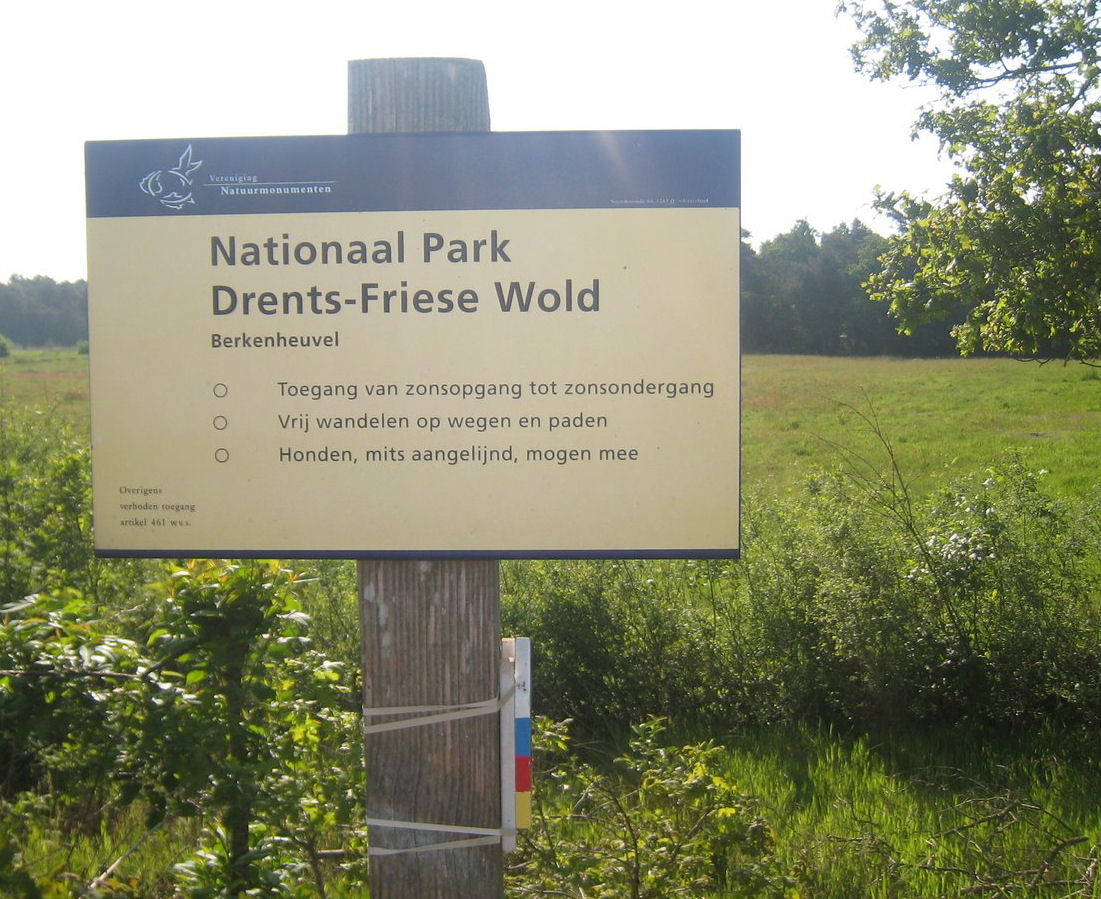 Vereniging
Natuurmonumenten
Nationaal Park
Drents-Friese Wold
Berkenheuvel
Toegang van zonsopgang tot zonsondergang
Vrij wandelen op wegen en paden
Honden, mits aangelijnd, mogen mee
Overigens
verboden toegang
artikel 461 w.v.s.